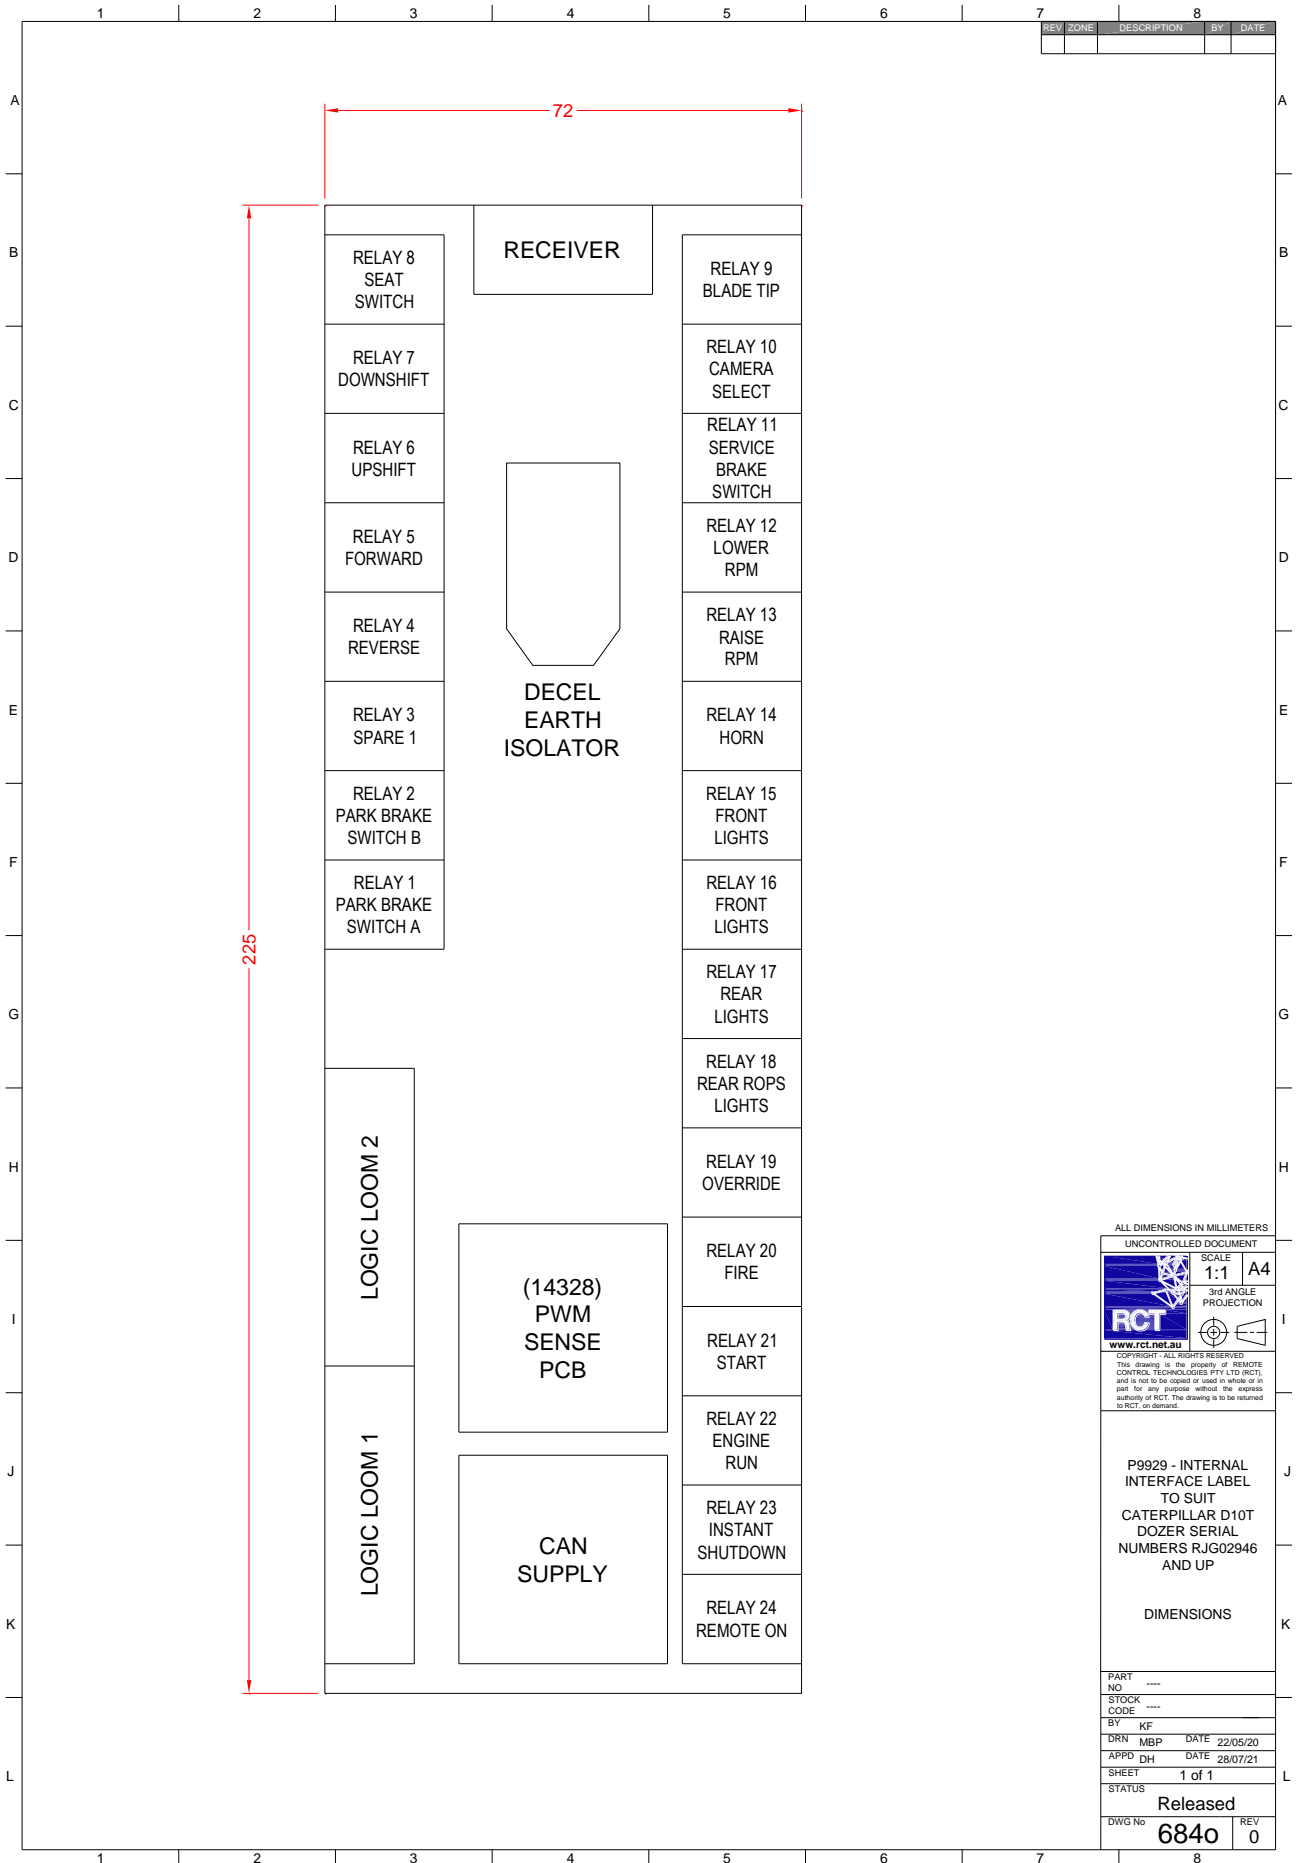 1 2 3 4 5 6 7 8
REV ZONE DESCRIPTION BY DATE
A
A
72
B
B
RELAY 8
SEAT
SWITCH
RECEIVER
RELAY 9
BLADE TIP
C
C
RELAY 7
DOWNSHIFT
RELAY 10
CAMERA
SELECT
RELAY 6
UPSHIFT
RELAY 11
SERVICE
BRAKE
SWITCH
D
D
RELAY 5
FORWARD
RELAY 12
LOWER
RPM
RELAY 4
REVERSE
RELAY 13
RAISE
RPM
E
E
RELAY 3
SPARE 1
DECEL
EARTH
ISOLATOR
RELAY 14
HORN
F
F
RELAY 2
PARK BRAKE
SWITCH B
RELAY 15
FRONT
LIGHTS
RELAY 1
PARK BRAKE
SWITCH A
RELAY 16
FRONT
LIGHTS
225
G
G
RELAY 17
REAR
LIGHTS
RELAY 18
REAR ROPS
LIGHTS
H
H
LOGIC LOOM 2
RELAY 19
OVERRIDE
I
I
(14328)
PWM
SENSE
PCB
RELAY 20
FIRE
RELAY 21
START
J
J
LOGIC LOOM 1
RELAY 22
ENGINE
RUN
CAN
SUPPLY
RELAY 23
INSTANT
SHUTDOWN
K
K
RELAY 24
REMOTE ON
L
L
ALL DIMENSIONS IN MILLIMETERS
UNCONTROLLED DOCUMENT
RCT
www.rct.net.au
SCALE
1:1
A4
3rd ANGLE
PROJECTION
COPYRIGHT - ALL RIGHTS RESERVED
This drawing is the property of REMOTE
CONTROL TECHNOLOGIES PTY LTD (RCT),
and is not to be copied or used in whole or in
part for any purpose without the express
authority of RCT. The drawing is to be returned
to RCT, on demand.
P9929 - INTERNAL
INTERFACE LABEL
TO SUIT
CATERPILLAR D10T
DOZER SERIAL
NUMBERS RJG02946
AND UP
DIMENSIONS
PART
NO ----
STOCK
CODE ----
BY KF
DRN MBP DATE 22/05/20
APPD DH DATE 28/07/21
SHEET 1 of 1
STATUS
Released
DWG No 684o
REV
0
1 2 3 4 5 6 7 8